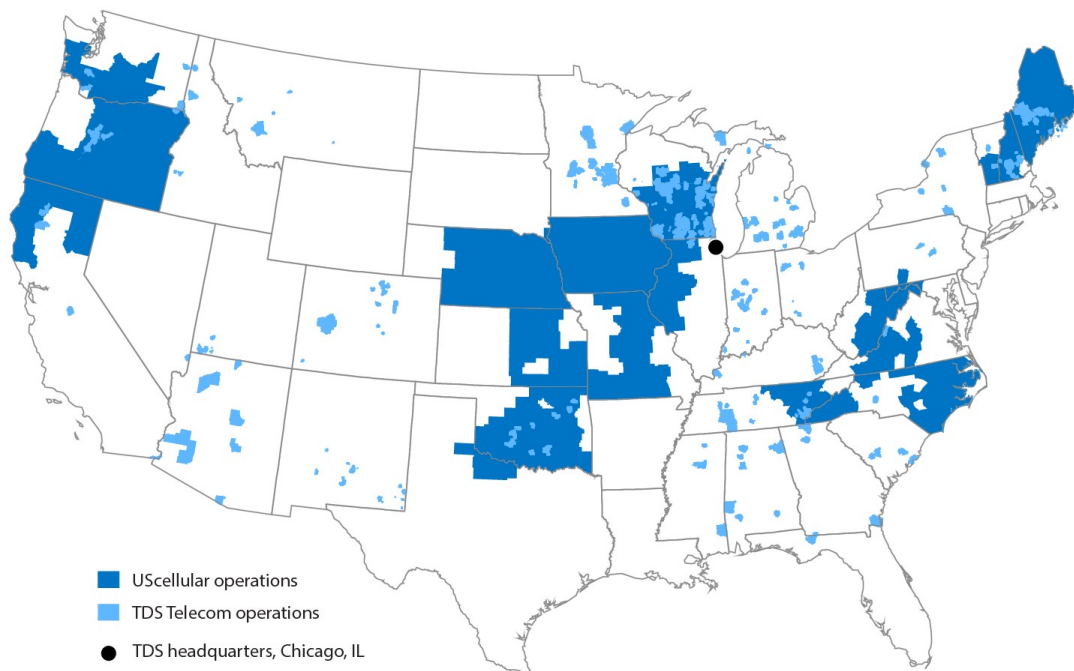 UScellular operations
TDS Telecom operations
TDS headquarters, Chicago, IL